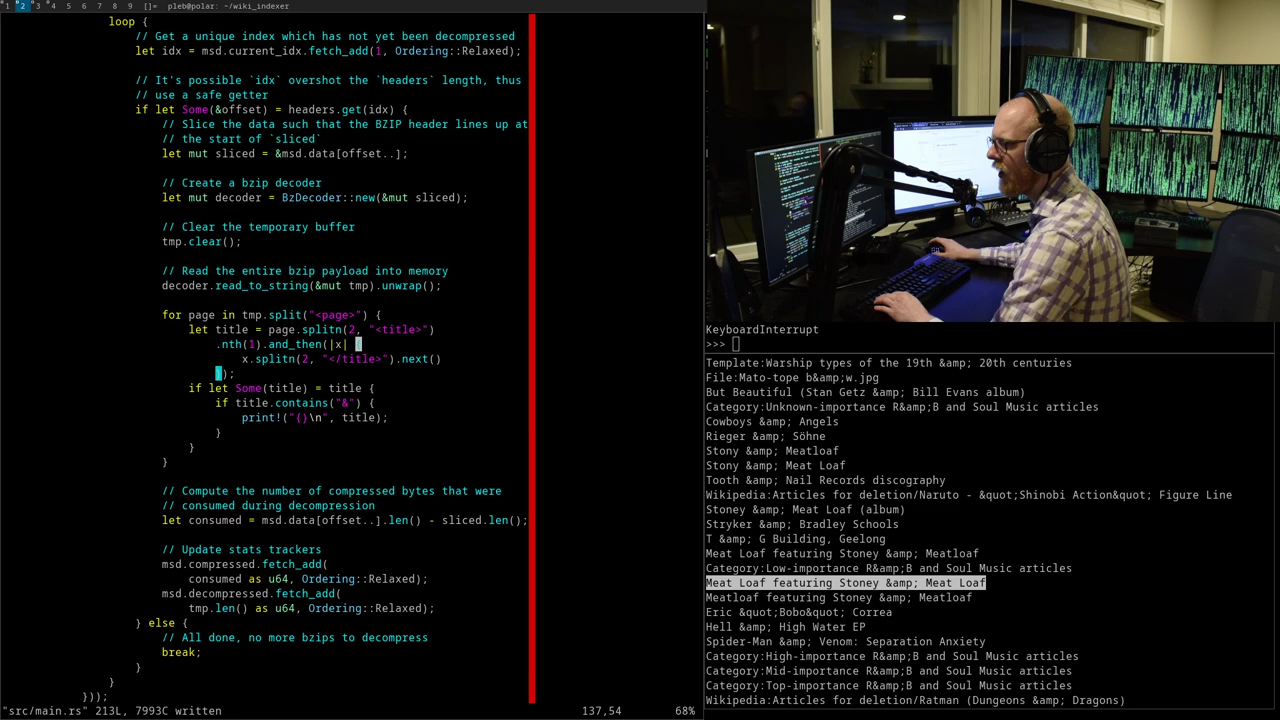 1 2 3 4 5 6 7 8 9 []= pleb@polar: ~/wiki_indexer
loop {
// Get a unique index which has not yet been decompressed
let idx = msd.current_idx.fetch_add(1, Ordering::Relaxed);
// It's possible `idx` overshot the `headers` length, thus
// use a safe getter
if let Some(&offset) = headers.get(idx) {
// Slice the data such that the BZIP header lines up at
// the start of `sliced`
let mut sliced = &msd.data[offset..];
// Create a bzip decoder
let mut decoder = BzDecoder::new(&mut sliced);
// Clear the temporary buffer
tmp.clear();
// Read the entire bzip payload into memory
decoder.read_to_string(&mut tmp).unwrap();
for page in tmp.split("<page>") {
let title = page.splitn(2, "<title>")
.nth(1).and_then(|x| {
x.splitn(2, "</title>").next()
});
if let Some(title) = title {
if title.contains("&") {
print!("{}\n", title);
}
}
}
// Compute the number of compressed bytes that were
// consumed during decompression
let consumed = msd.data[offset..].len() - sliced.len();
// Update stats trackers
msd.compressed.fetch_add(
consumed as u64, Ordering::Relaxed);
msd.decompressed.fetch_add(
tmp.len() as u64, Ordering::Relaxed);
} else {
// All done, no more bzips to decompress
break;
}
}
}));
"src/main.rs" 213L, 7993C written 137,54 68%
KeyboardInterrupt
>>>
Template:Warship types of the 19th &amp; 20th centuries
File:Mato-tope b&amp;w.jpg
But Beautiful (Stan Getz &amp; Bill Evans album)
Category:Unknown-importance R&amp;B and Soul Music articles
Cowboys &amp; Angels
Rieger &amp; Söhne
Stony &amp; Meatloaf
Stony &amp; Meat Loaf
Tooth &amp; Nail Records discography
Wikipedia:Articles for deletion/Naruto - &quot;Shinobi Action&quot; Figure Line
Stoney &amp; Meat Loaf (album)
Stryker &amp; Bradley Schools
T &amp; G Building, Geelong
Meat Loaf featuring Stoney &amp; Meatloaf
Category:Low-importance R&amp;B and Soul Music articles
Meat Loaf featuring Stoney &amp; Meat Loaf
Meatloaf featuring Stoney &amp; Meatloaf
Eric &quot;Bobo&quot; Correa
Hell &amp; High Water EP
Spider-Man &amp; Venom: Separation Anxiety
Category:High-importance R&amp;B and Soul Music articles
Category:Mid-importance R&amp;B and Soul Music articles
Category:Top-importance R&amp;B and Soul Music articles
Wikipedia:Articles for deletion/Ratman (Dungeons &amp; Dragons)